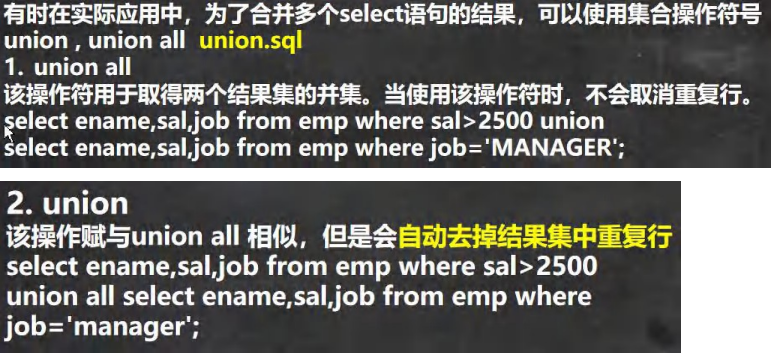 有时在实际应用中，为了合并多个select语句的结果，可以使用集合操作符号
union , union all union.sql
1. union all
该操作符用于取得两个结果集的并集。当使用该操作符时，不会取消重复行。
select ename,sal,job from emp where sal>2500 union
select ename,sal,job from emp where job='MANAGER';
2. union
该操作赋与union all 相似，但是会自动去掉结果集中重复行
select ename,sal,job from emp where sal>2500
union all select ename,sal,job from emp where
job='manager';